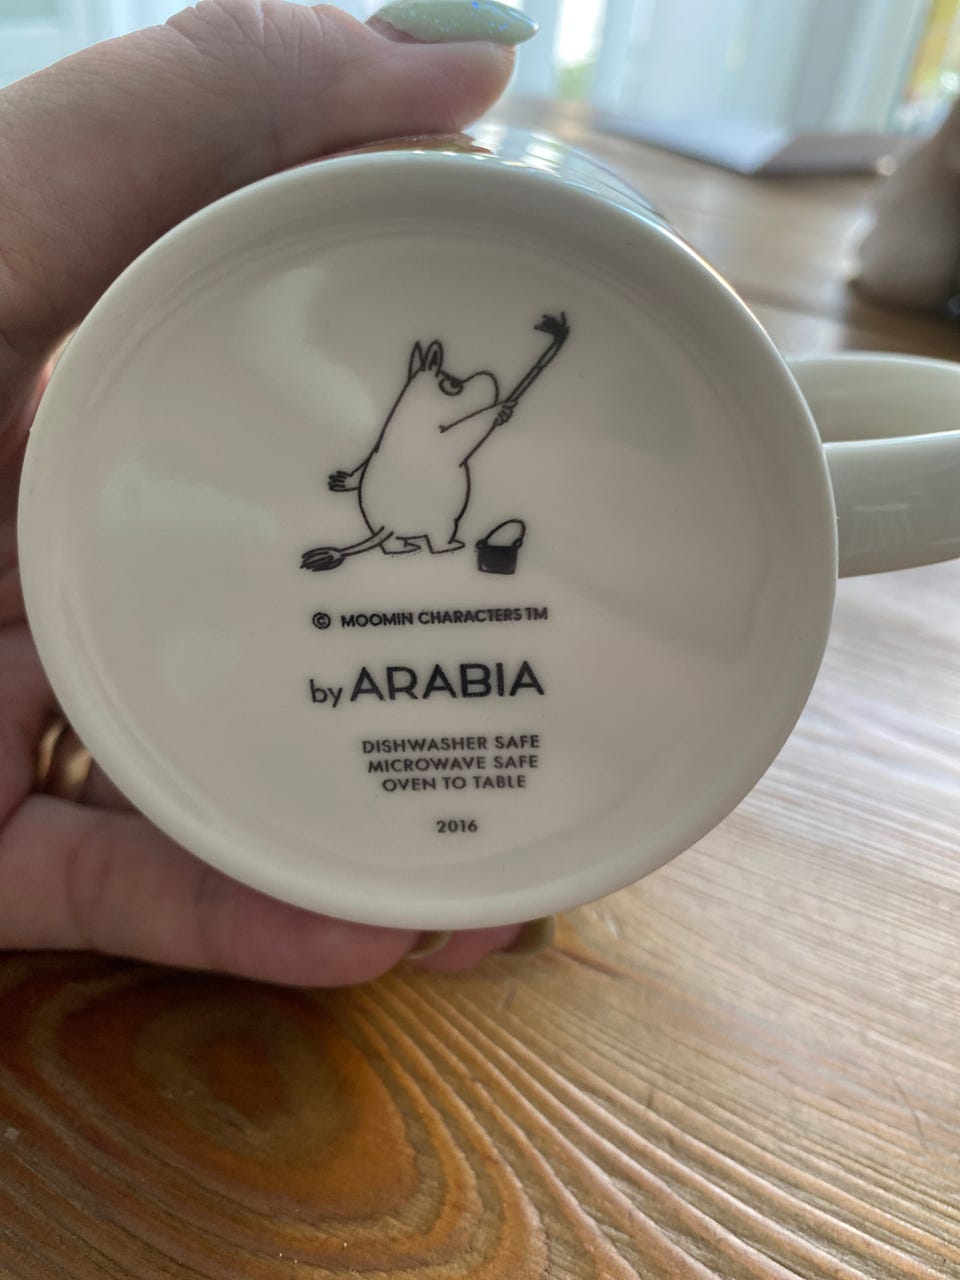 © MOOMIN CHARACTERS TM
by ARABIA
DISHWASHER SAFE
MICROWAVE SAFE
OVEN TO TABLE
2016